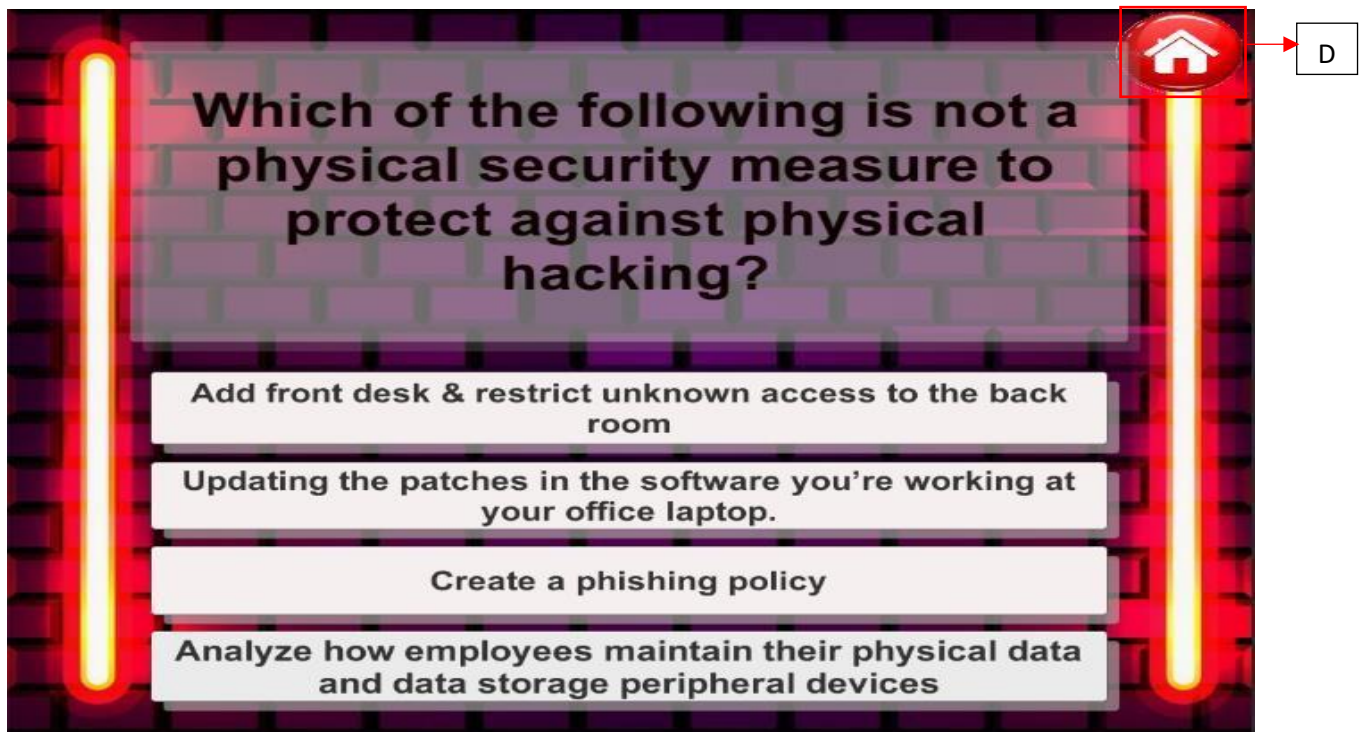 Which of the following is not a
physical security measure to
protect against physical
hacking?
D
Add front desk & restrict unknown access to the back
room
Updating the patches in the software you’re working at
your office laptop.
Create a phishing policy
Analyze how employees maintain their physical data
and data storage peripheral devices